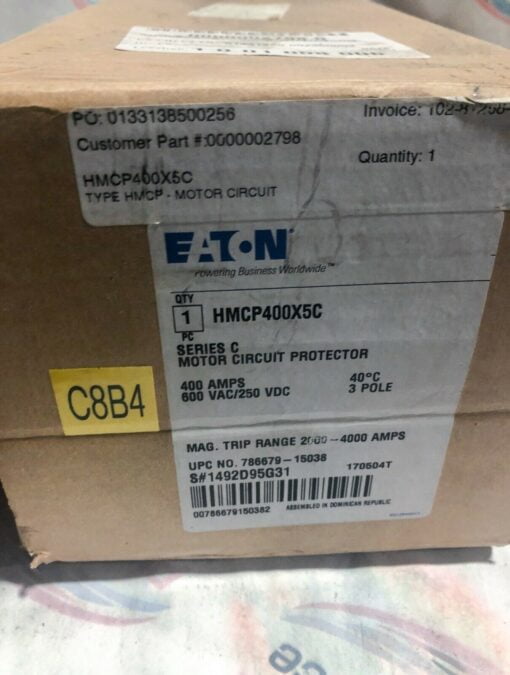 PO: 0133138500256
Invoice:
Customer Part #:0000002798
Quantity: 1
HMCP400X5C
TYPE HMCP - MOTOR CIRCUIT
EATON
Powering Business Worldwide™
QTY
1 HMCP400X5C
PC
SERIES C
MOTOR CIRCUIT PROTECTOR
400 AMPS 40°C
600 VAC/250 VDC 3 POLE
C8B4
MAG. TRIP RANGE 2000-4000 AMPS
UPC NO. 786679-15038
170504T
S#1492D95G31
00786679150382
ASSEMBLED IN DOMINICAN REPUBLIC